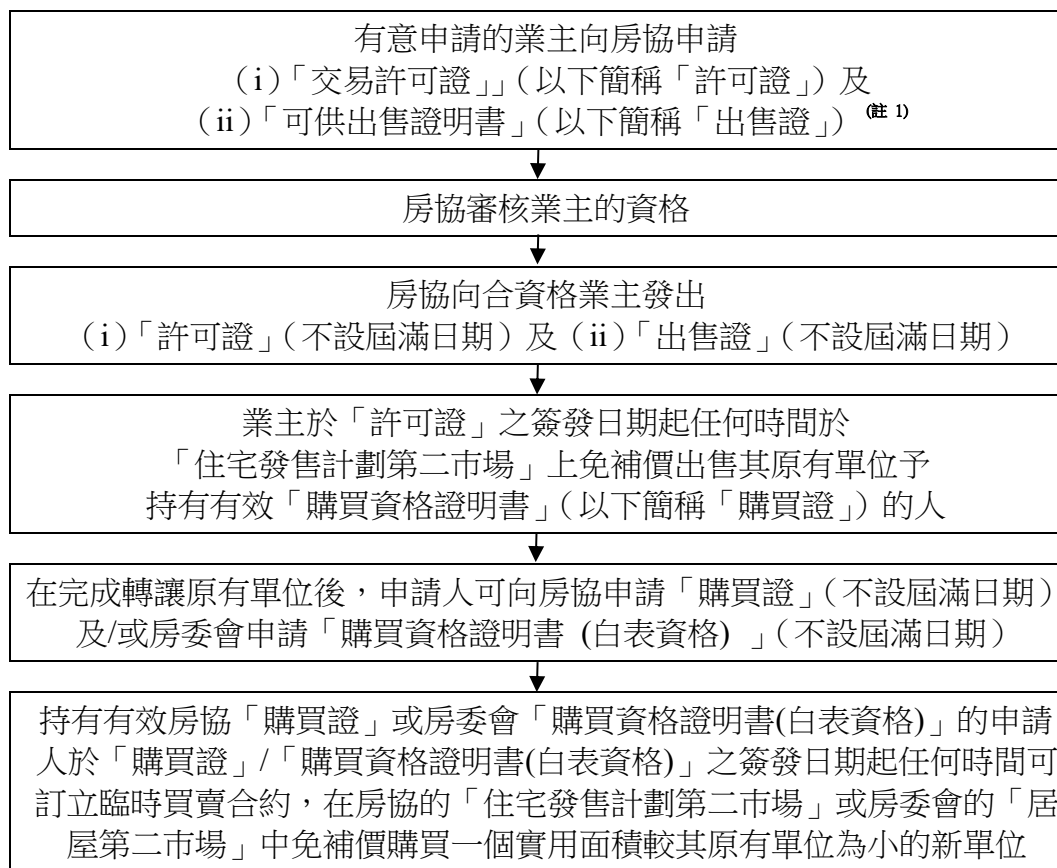 有意申請的業主向房協申請
（i）「交易許可證」」（以下簡稱「許可證」）及
（ii）「可供出售證明書」（以下簡稱「出售證」）(註 1)
房協審核業主的資格
房協向合資格業主發出
（i）「許可證」（不設屆滿日期）及（ii）「出售證」（不設屆滿日期）
業主於「許可證」之簽發日期起任何時間於
「住宅發售計劃第二市場」上免補價出售其原有單位予
持有有效「購買資格證明書」（以下簡稱「購買證」）的人
在完成轉讓原有單位後，申請人可向房協申請「購買證」（不設屆滿日期）
及/或房委會申請「購買資格證明書 (白表資格) 」（不設屆滿日期）
持有有效房協「購買證」或房委會「購買資格證明書(白表資格)」的申請
人於「購買證」/「購買資格證明書(白表資格)」之簽發日期起任何時間可
訂立臨時買賣合約，在房協的「住宅發售計劃第二市場」或房委會的「居
屋第二市場」中免補價購買一個實用面積較其原有單位為小的新單位